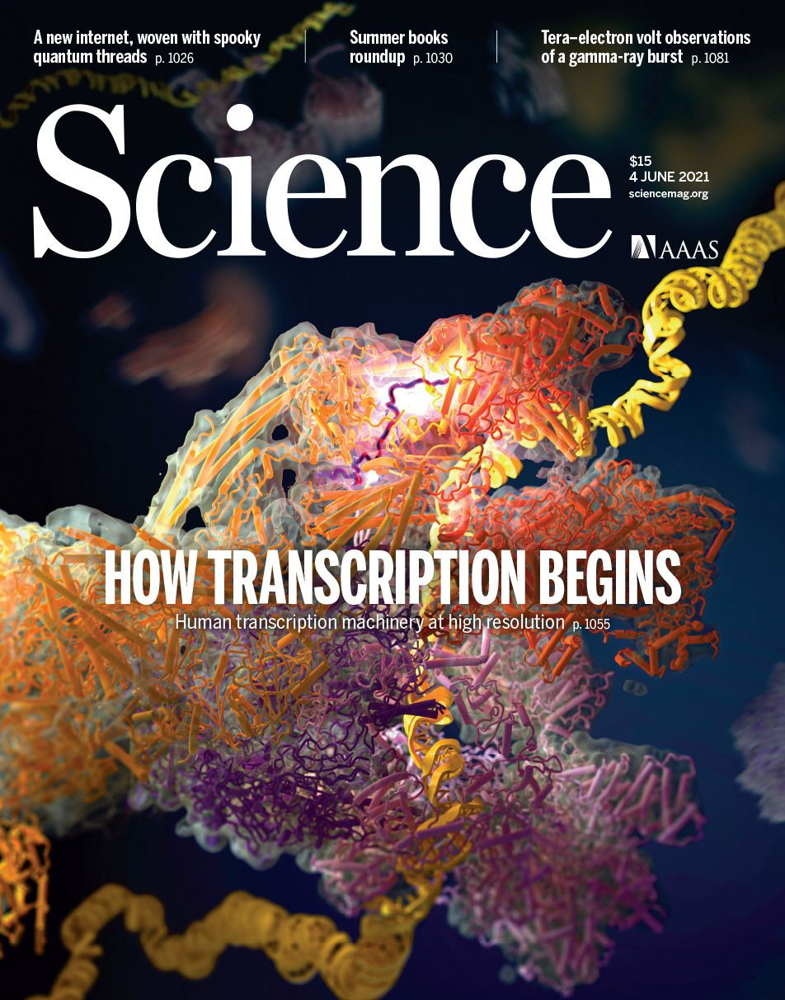 A new internet, woven with spooky
quantum threads p. 1026
Summer books
roundup p. 1030
Tera–electron volt observations
of a gamma-ray burst p. 1081
Science
$15
4 JUNE 2021
sciencemag.org
AAAS
HOW TRANSCRIPTION BEGINS
Human transcription machinery at high resolution p. 1055